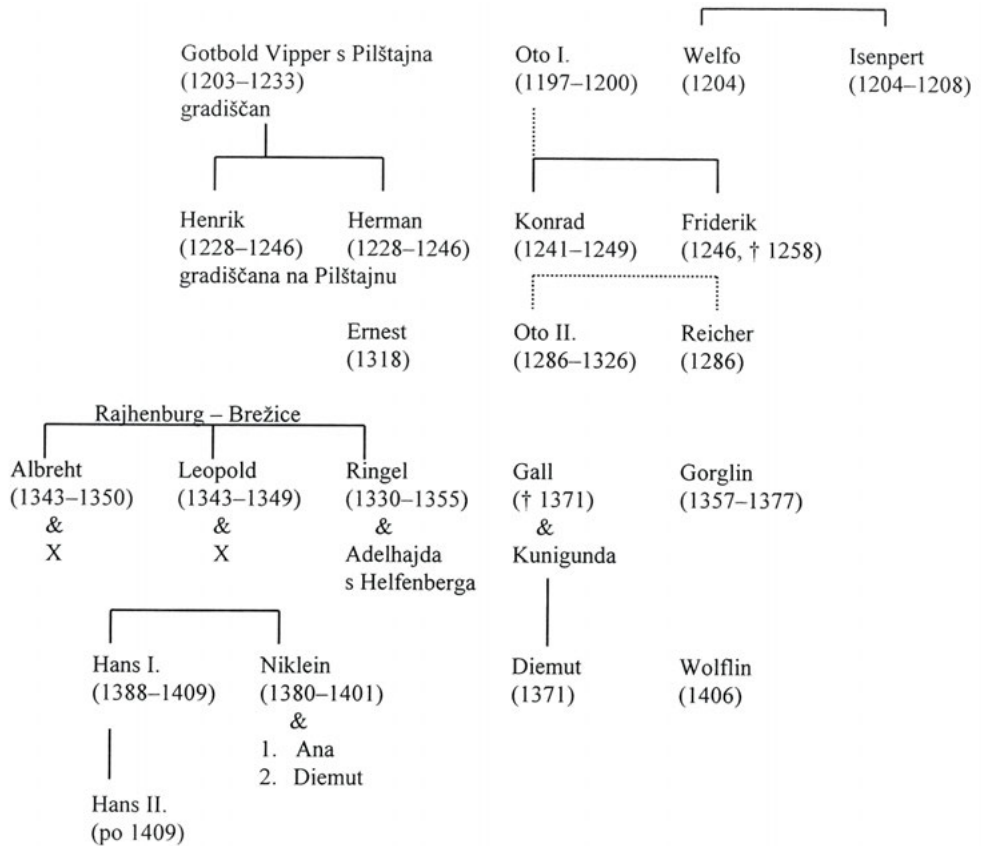 Gotbold Vipper s Pilštajna
(1203–1233)
gradiščan
Oto I.
(1197–1200)
Welfo
(1204)
Isenpert
(1204–1208)
Henrik
(1228–1246)
Herman
(1228–1246)
gradiščana na Pilštajnu
Konrad
(1241–1249)
Friderik
(1246, † 1258)
Ernest
(1318)
Oto II.
(1286–1326)
Reicher
(1286)
Rajhenburg – Brežice
Albreht
(1343–1350)
&
X
Leopold
(1343–1349)
&
X
Ringel
(1330–1355)
&
Adelhajda
s Helfenberga
Gall
(† 1371)
&
Kunigunda
Gorglin
(1357–1377)
Hans I.
(1388–1409)
Niklein
(1380–1401)
&
1. Ana
2. Diemut
Diemut
(1371)
Wolflin
(1406)
Hans II.
(po 1409)